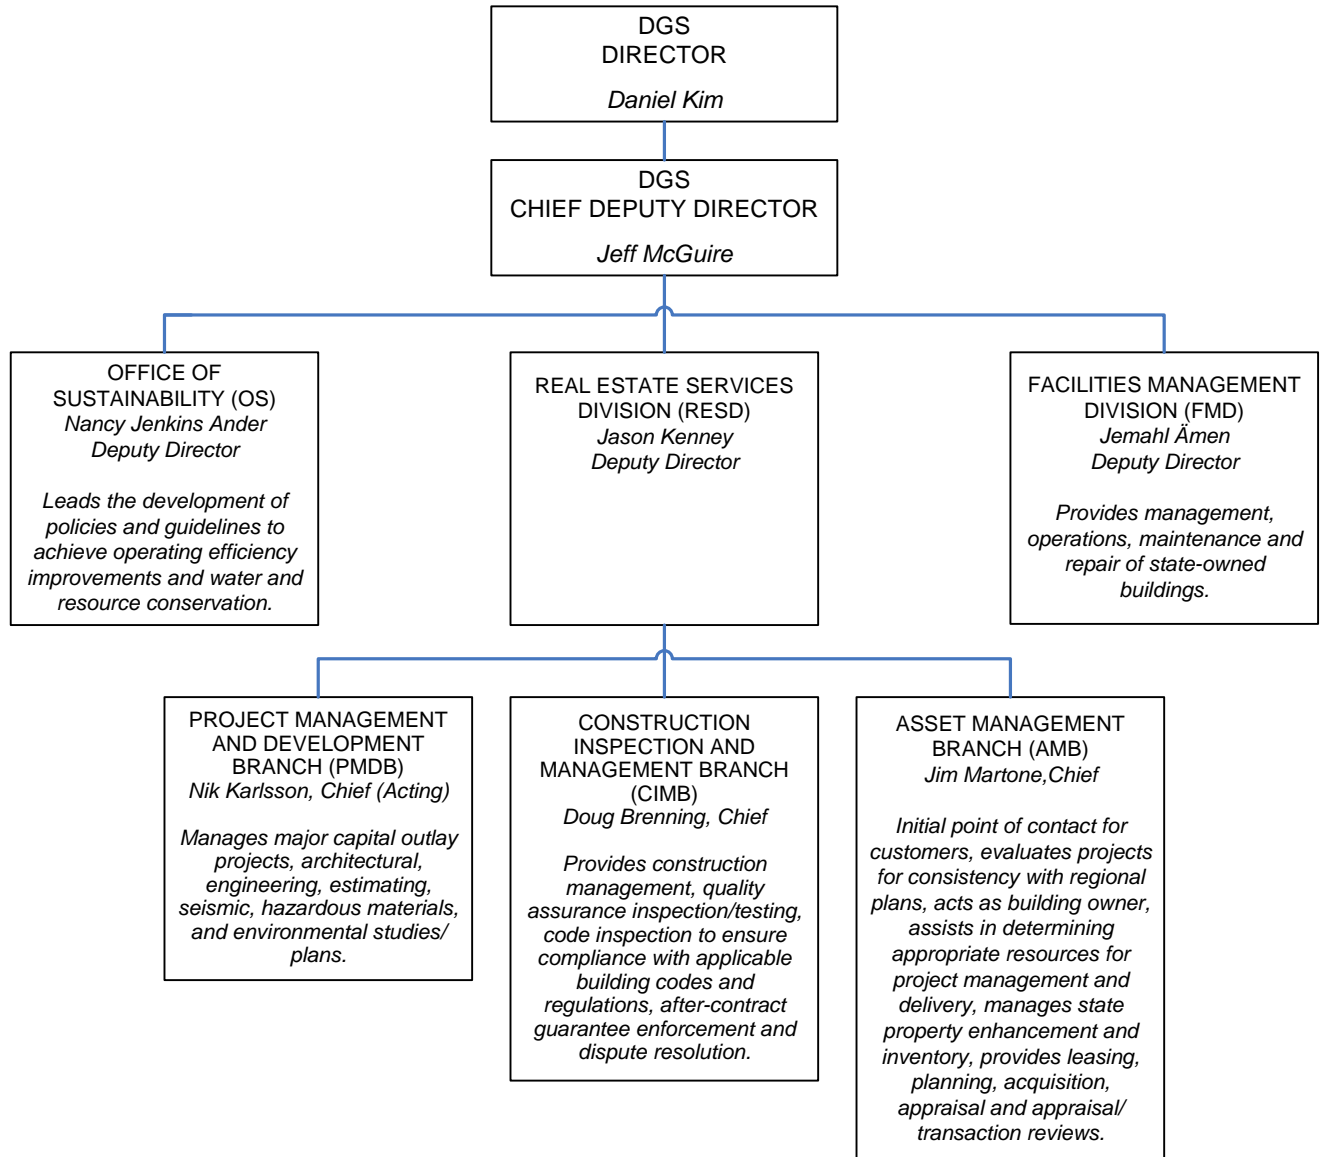 DGS
DIRECTOR
Daniel Kim
DGS
CHIEF DEPUTY DIRECTOR
Jeff McGuire
OFFICE OF
SUSTAINABILITY (OS)
Nancy Jenkins Ander
Deputy Director
Leads the development of
policies and guidelines to
achieve operating efficiency
improvements and water and
resource conservation.
REAL ESTATE SERVICES
DIVISION (RESD)
Jason Kenney
Deputy Director
FACILITIES MANAGEMENT
DIVISION (FMD)
Jemahl Ämen
Deputy Director
Provides management,
operations, maintenance and
repair of state-owned
buildings.
PROJECT MANAGEMENT
AND DEVELOPMENT
BRANCH (PMDB)
Nik Karlsson, Chief (Acting)
Manages major capital outlay
projects, architectural,
engineering, estimating,
seismic, hazardous materials,
and environmental studies/
plans.
CONSTRUCTION
INSPECTION AND
MANAGEMENT BRANCH
(CIMB)
Doug Brenning, Chief
Provides construction
management, quality
assurance inspection/testing,
code inspection to ensure
compliance with applicable
building codes and
regulations, after-contract
guarantee enforcement and
dispute resolution.
ASSET MANAGEMENT
BRANCH (AMB)
Jim Martone,Chief
Initial point of contact for
customers, evaluates projects
for consistency with regional
plans, acts as building owner,
assists in determining
appropriate resources for
project management and
delivery, manages state
property enhancement and
inventory, provides leasing,
planning, acquisition,
appraisal and appraisal/
transaction reviews.